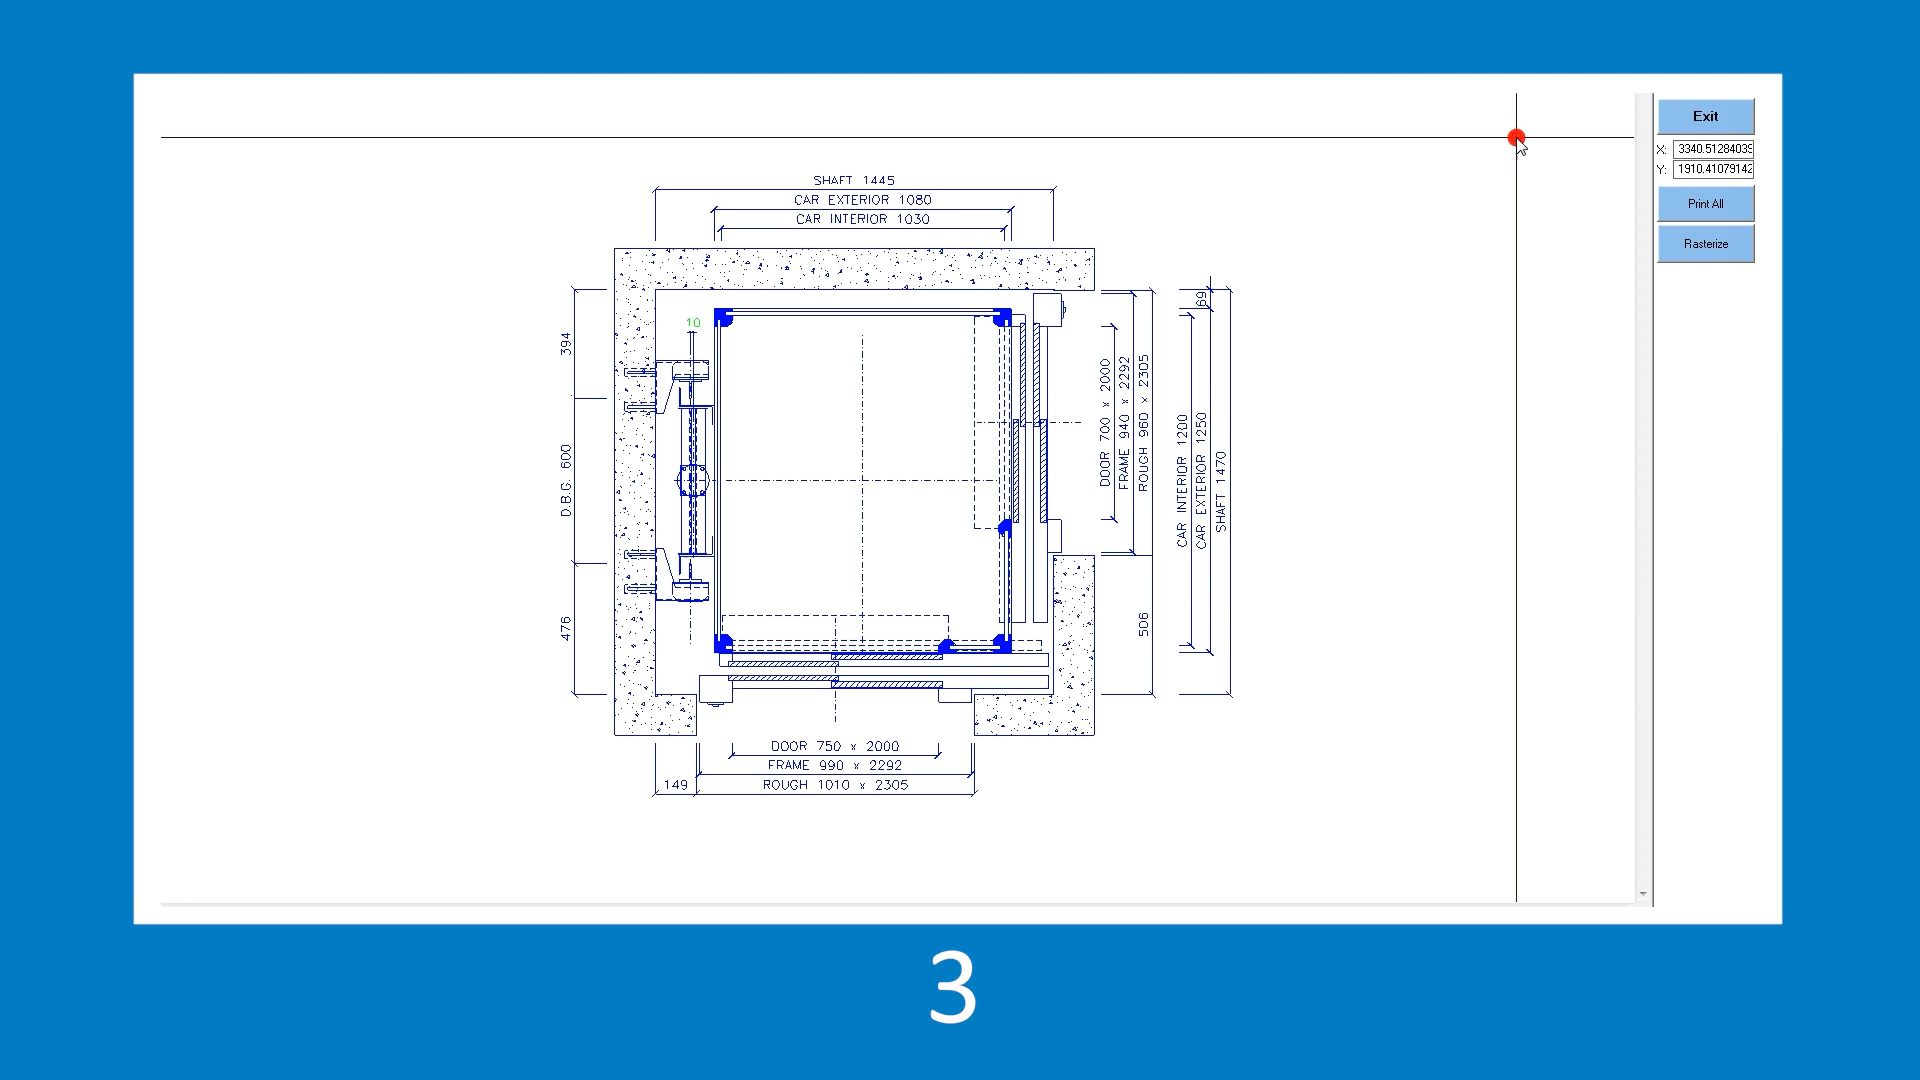 Exit
X: 3340.51284039
Y: 1910.41079142
Print All
Rasterize
SHAFT 1445
CAR EXTERIOR 1080
CAR INTERIOR 1030
10
394
D.B.G. 600
476
69
DOOR 700 x 2000
FRAME 940 x 2292
ROUGH 960 x 2305
506
CAR INTERIOR 1200
CAR EXTERIOR 1250
SHAFT 1470
DOOR 750 x 2000
FRAME 990 x 2292
149
ROUGH 1010 x 2305
3